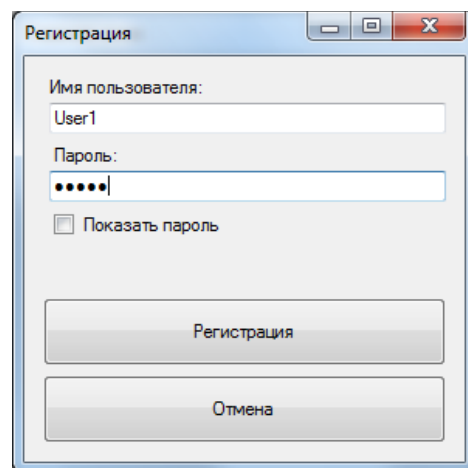 Регистрация
Имя пользователя:
User1
Пароль:
•••••
Показать пароль
Регистрация
Отмена